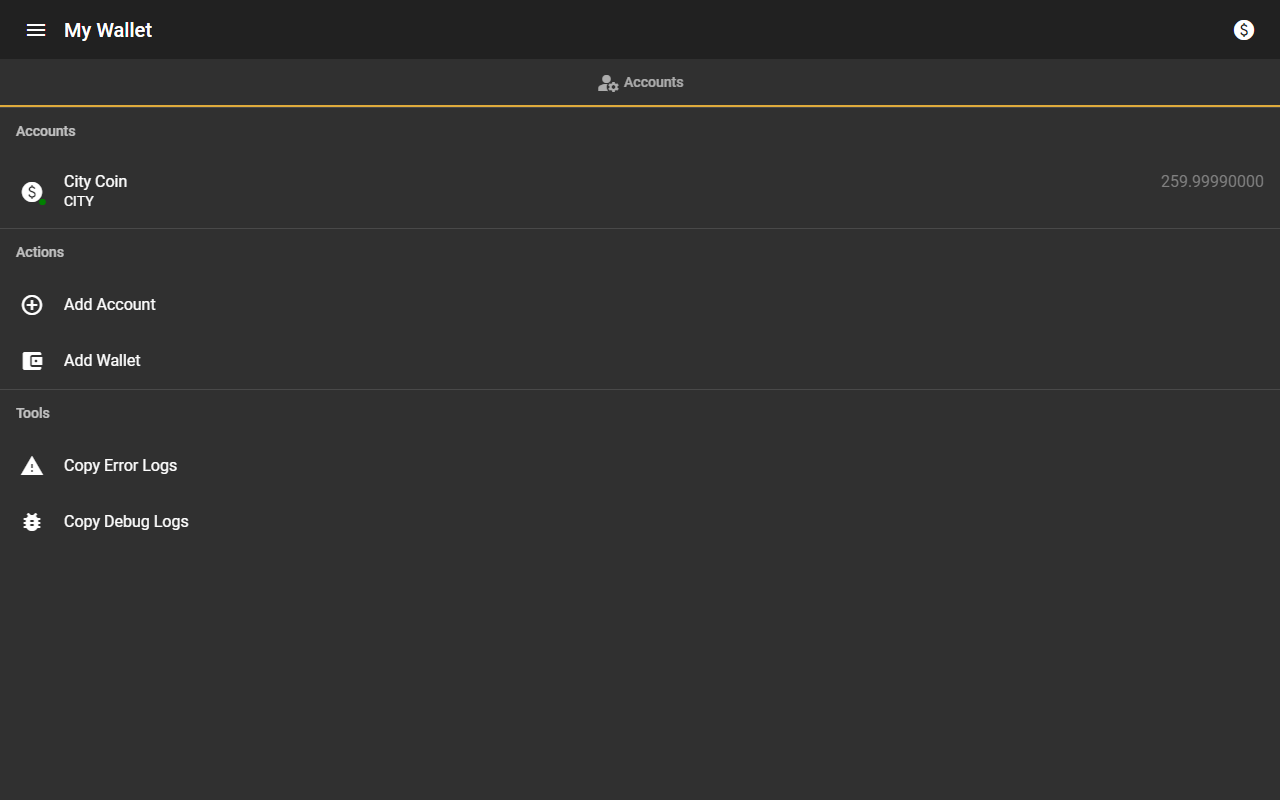 My Wallet
Accounts
Accounts
City Coin
259.99990000
CITY
Actions
Add Account
Add Wallet
Tools
Copy Error Logs
Copy Debug Logs